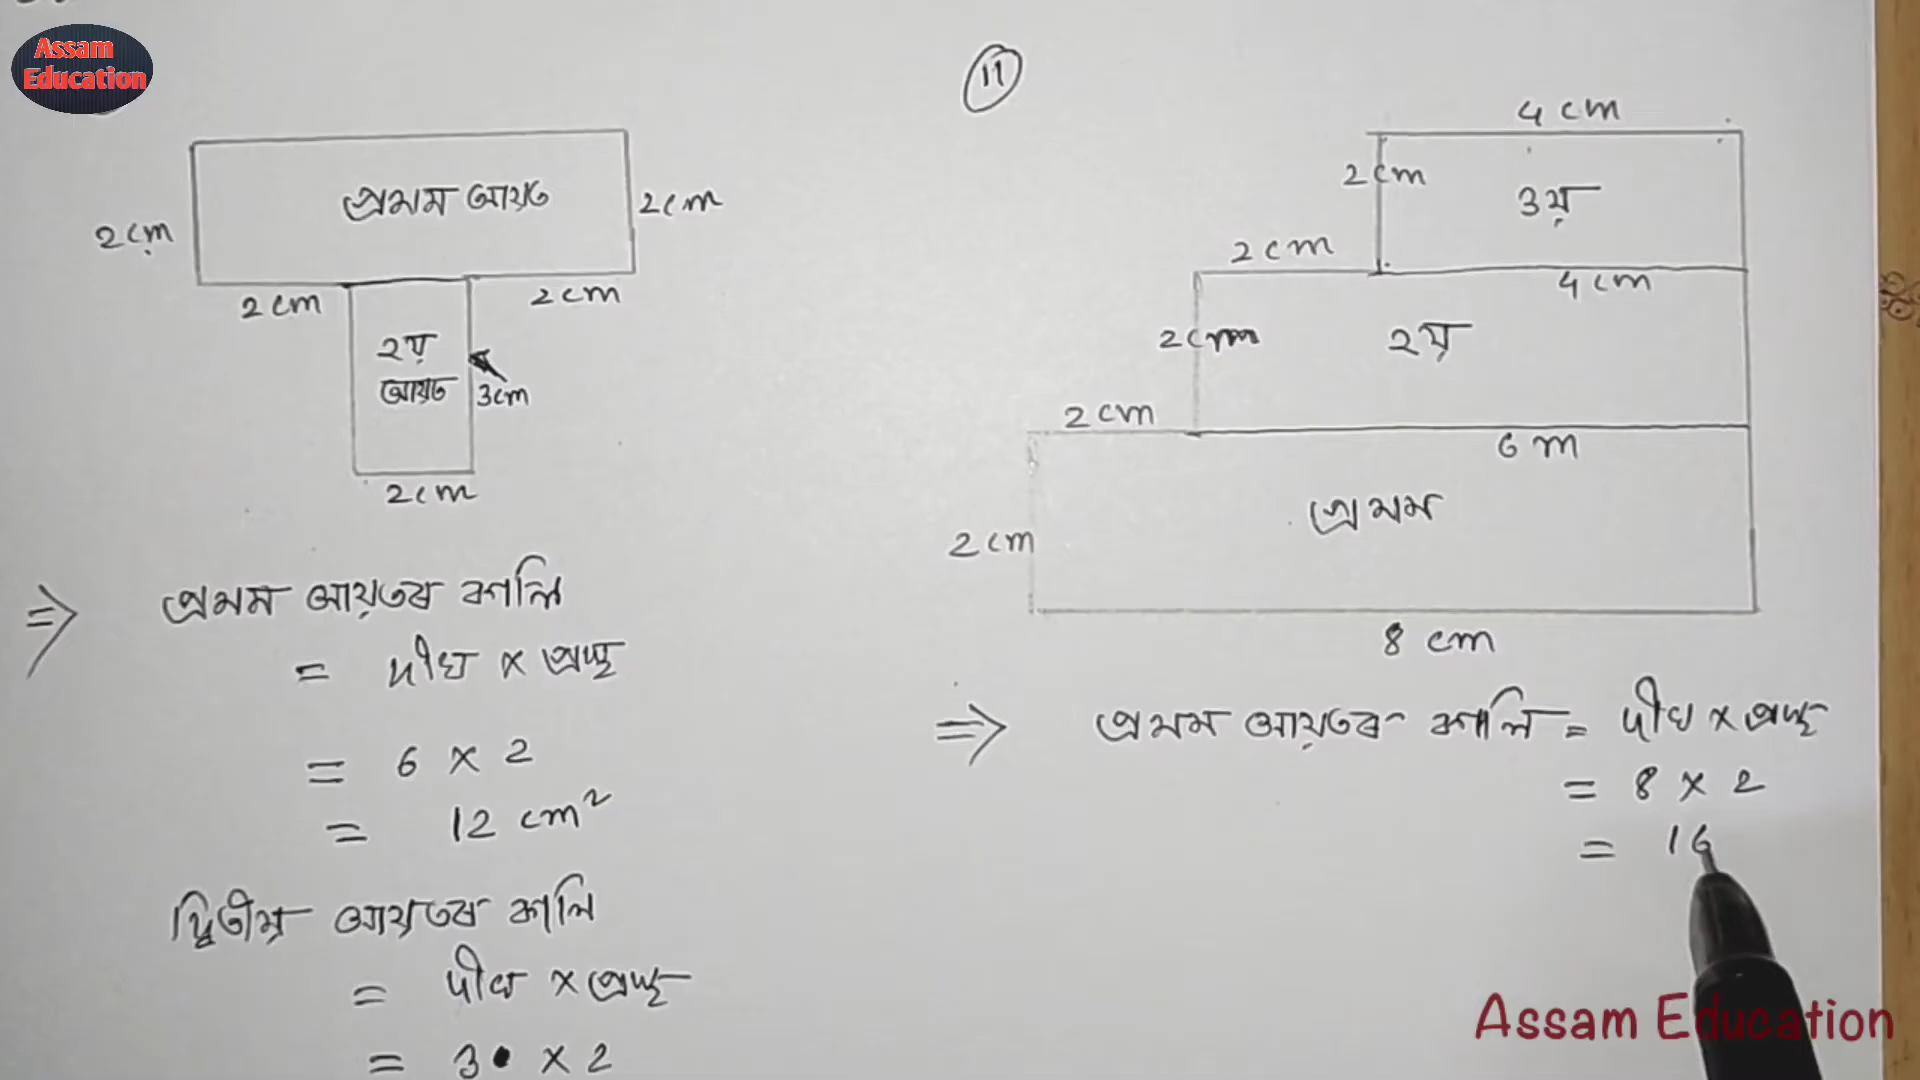 Assam
Education
11
প্ৰথম আয়ত
2cm
2cm
2 cm
2 cm
২য়
আয়ত
3cm
2cm
⇒ প্ৰথম আয়তৰ কালি
= দীঘ × প্ৰস্থ
= 6 × 2
= 12 cm²
দ্বিতীয় আয়তৰ কালি
= দীঘ × প্ৰস্থ
= 3 × 2
4 cm
2cm
3য়
2 cm
4 cm
2cm
২য়
2 cm
6 m
প্ৰথম
2 cm
8 cm
⇒ প্ৰথম আয়তৰ কালি = দীঘ × প্ৰস্থ
= 8 × 2
= 16
Assam Education